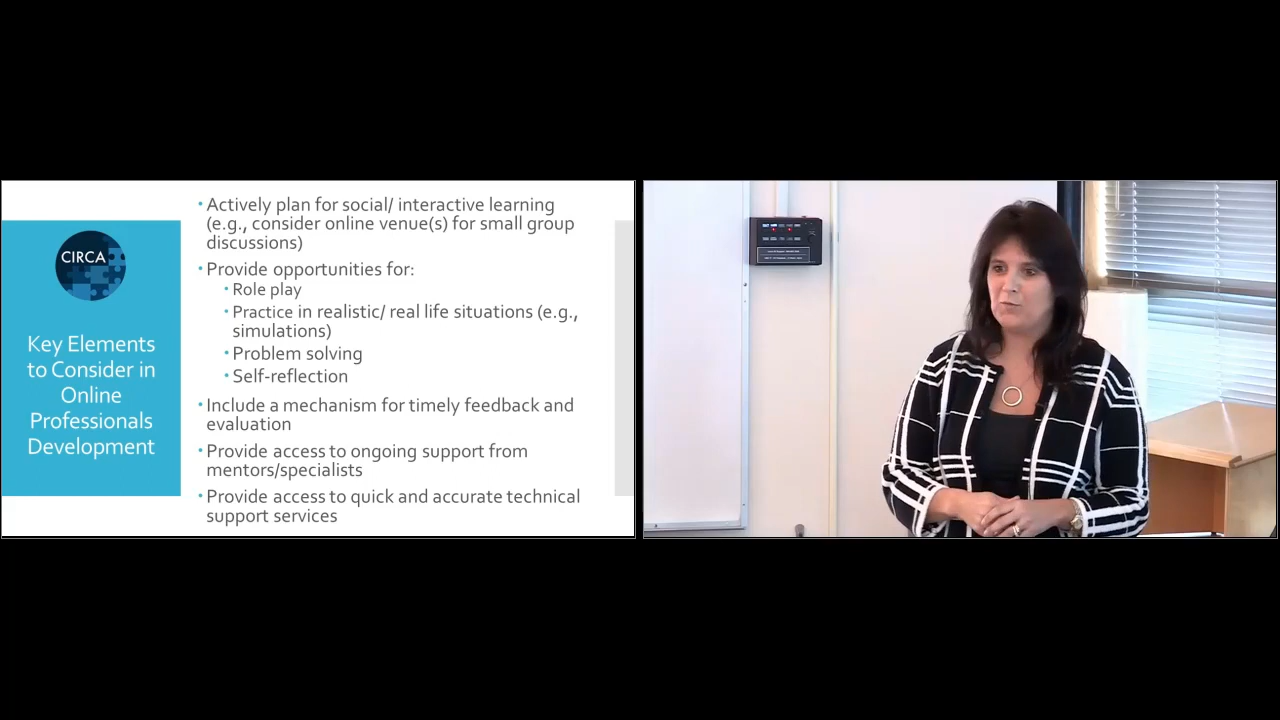 CIRCA
Key Elements
to Consider in
Online
Professionals
Development
• Actively plan for social/ interactive learning
(e.g., consider online venue(s) for small group
discussions)
• Provide opportunities for:
• Role play
• Practice in realistic/ real life situations (e.g.,
simulations)
• Problem solving
• Self-reflection
• Include a mechanism for timely feedback and
evaluation
• Provide access to ongoing support from
mentors/specialists
• Provide access to quick and accurate technical
support services